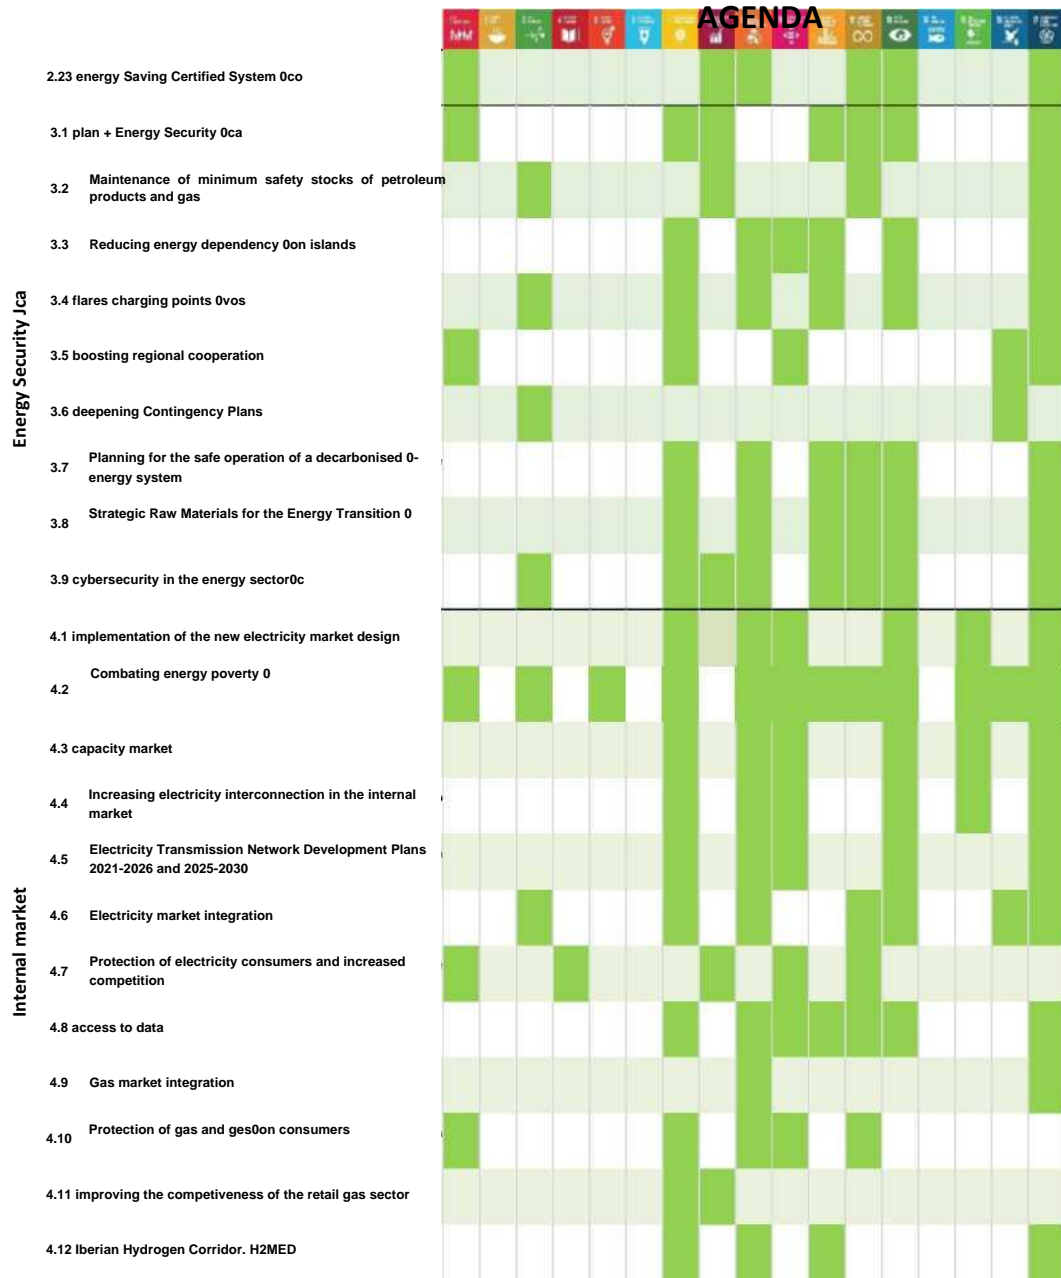 AGENDA
2.23 energy Saving Certified System 0co
3.1 plan + Energy Security 0ca
3.2 Maintenance of minimum safety stocks of petroleum
products and gas
3.3 Reducing energy dependency 0on islands
3.4 flares charging points 0vos
3.5 boosting regional cooperation
3.6 deepening Contingency Plans
3.7 Planning for the safe operation of a decarbonised 0-
energy system
3.8 Strategic Raw Materials for the Energy Transition 0
3.9 cybersecurity in the energy sector0c
Energy Security Jca
4.1 implementation of the new electricity market design
4.2 Combating energy poverty 0
4.3 capacity market
4.4 Increasing electricity interconnection in the internal
market
4.5 Electricity Transmission Network Development Plans
2021-2026 and 2025-2030
4.6 Electricity market integration
4.7 Protection of electricity consumers and increased
competition
4.8 access to data
4.9 Gas market integration
4.10 Protection of gas and ges0on consumers
4.11 improving the competiveness of the retail gas sector
4.12 Iberian Hydrogen Corridor. H2MED
Internal market